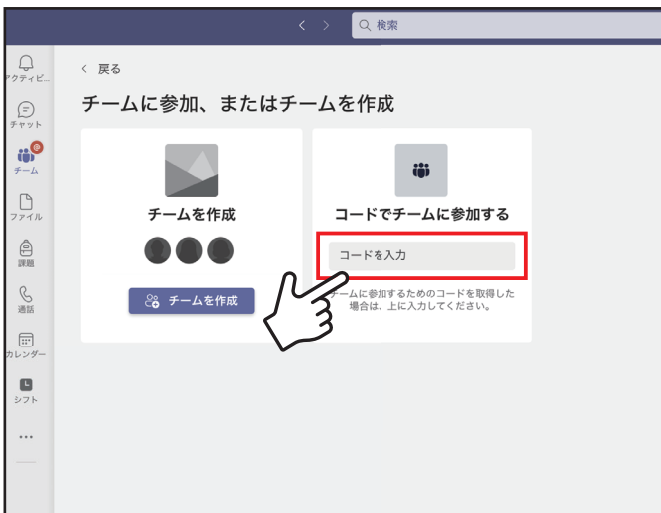 検索
アクティビ...
チャット
チーム
ファイル
課題
通話
カレンダー
シフト
戻る
チームに参加、またはチームを作成
チームを作成
チームを作成
コードでチームに参加する
コードを入力
チームに参加するためのコードを取得した
場合は、上に入力してください。